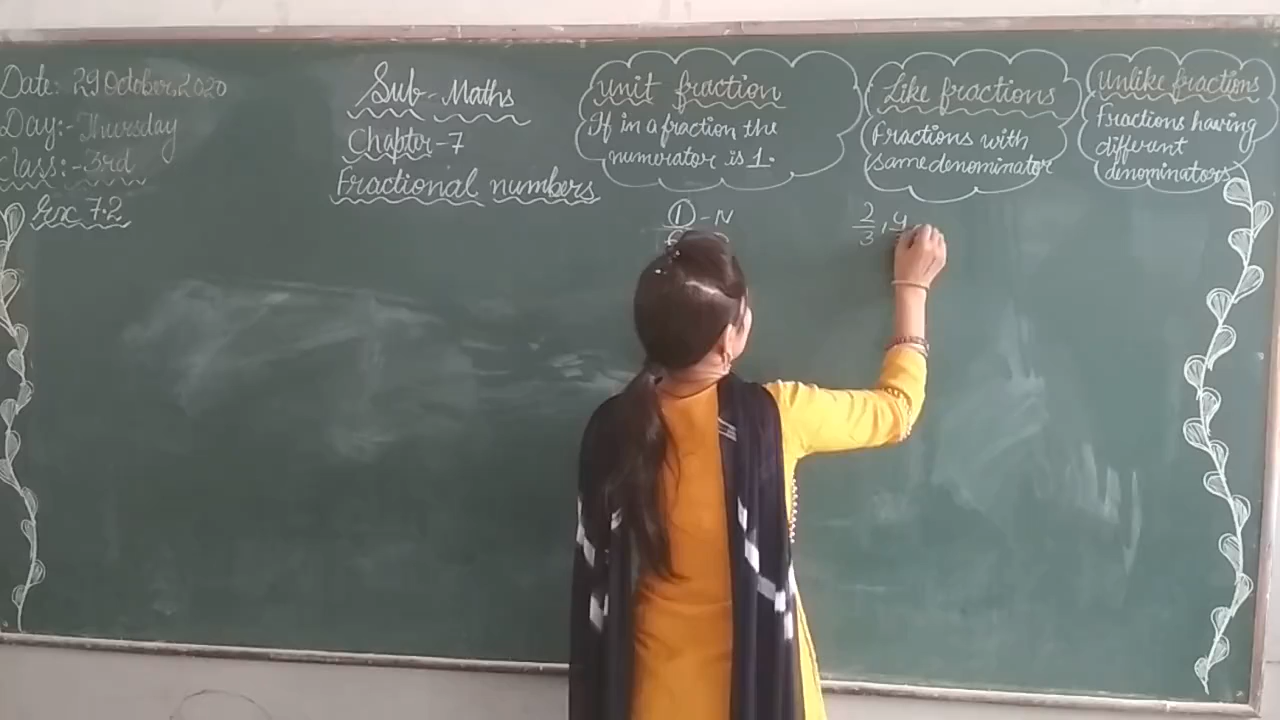 Date: 29 October 2020
Day:- Thursday
Class:- 3rd
Exc 7.2
Sub-Maths
Chapter-7
Fractional numbers
Unit fraction
If in a fraction the
numerator is 1.
1 - N
Like fractions
Fractions with
same denominator
2/3, 4
Unlike fractions
Fractions having
different
denominators